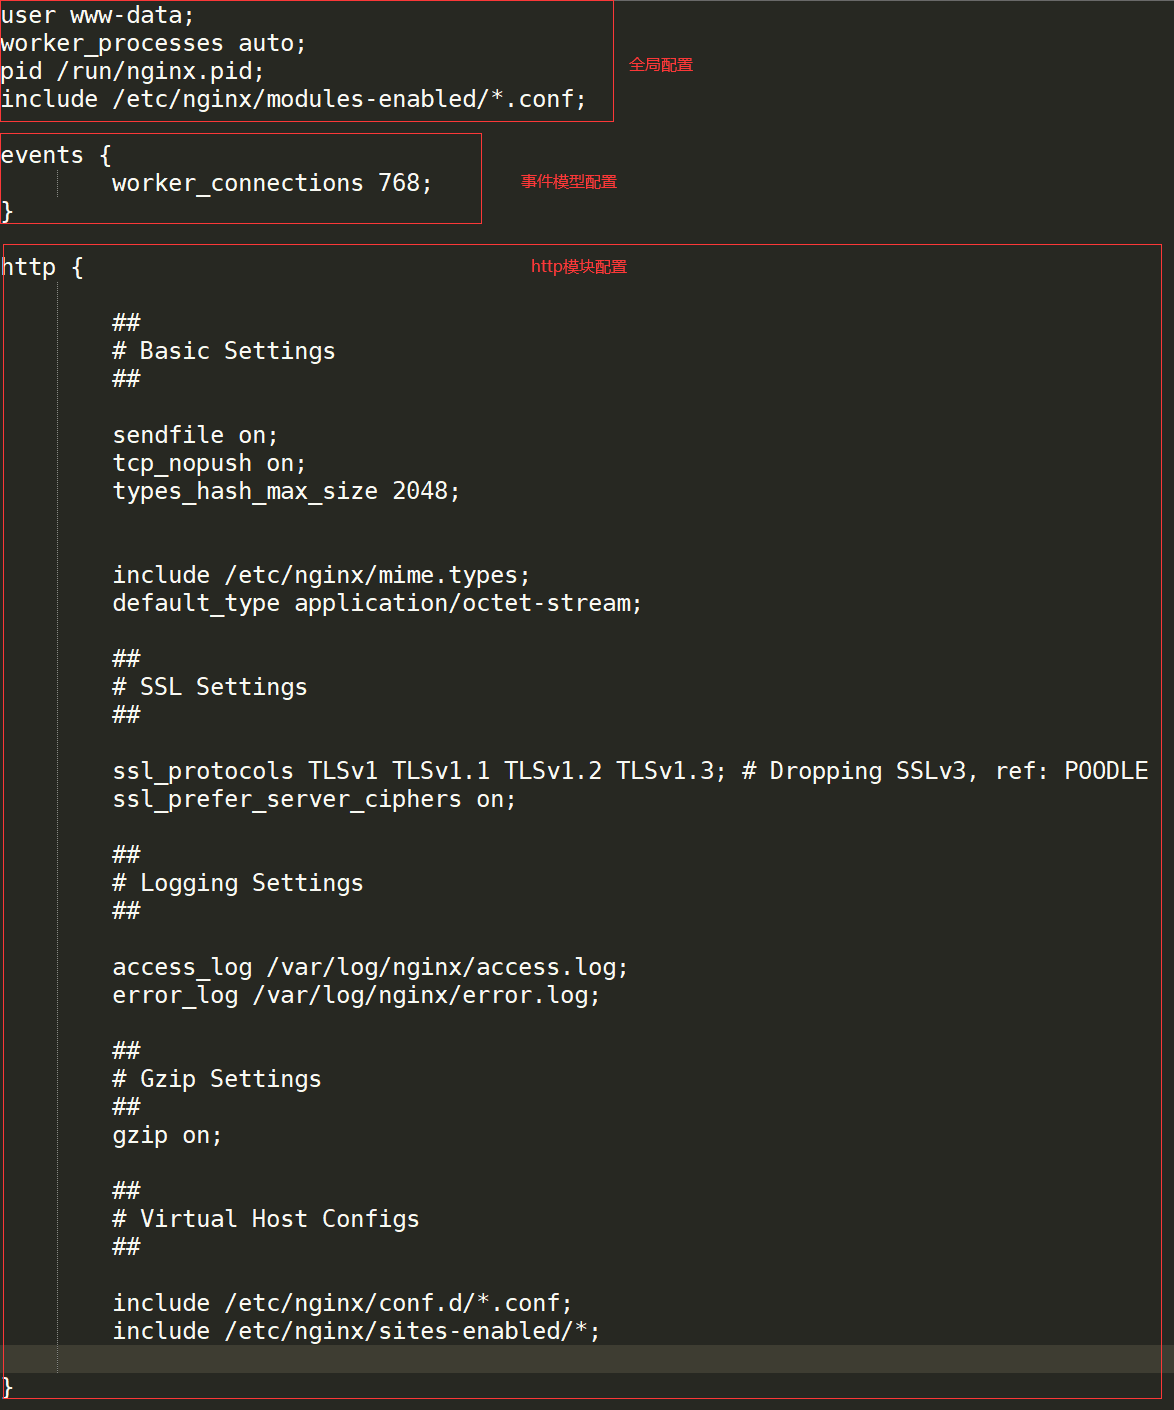 user www-data;
worker_processes auto;
全局配置
pid /run/nginx.pid;
include /etc/nginx/modules-enabled/*.conf;
events {
worker_connections 768;
事件模型配置
}
http {
http模块配置
##
# Basic Settings
##
sendfile on;
tcp_nopush on;
types_hash_max_size 2048;
include /etc/nginx/mime.types;
default_type application/octet-stream;
##
# SSL Settings
##
ssl_protocols TLSv1 TLSv1.1 TLSv1.2 TLSv1.3; # Dropping SSLv3, ref: POODLE
ssl_prefer_server_ciphers on;
##
# Logging Settings
##
access_log /var/log/nginx/access.log;
error_log /var/log/nginx/error.log;
##
# Gzip Settings
##
gzip on;
##
# Virtual Host Configs
##
include /etc/nginx/conf.d/*.conf;
include /etc/nginx/sites-enabled/*;
}